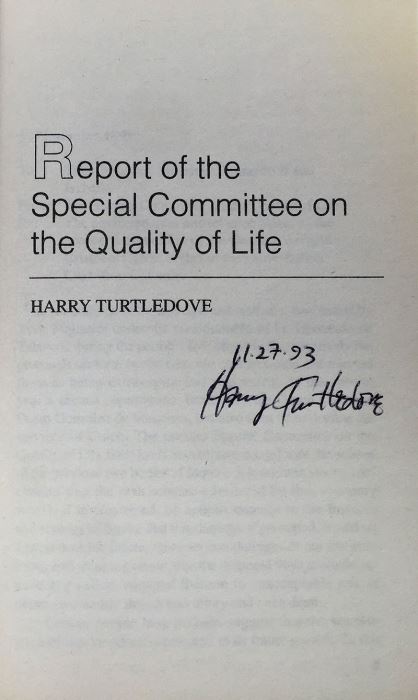 Report of the
Special Committee on
the Quality of Life
HARRY TURTLEDOVE
11·27·93
Harry Turtledove